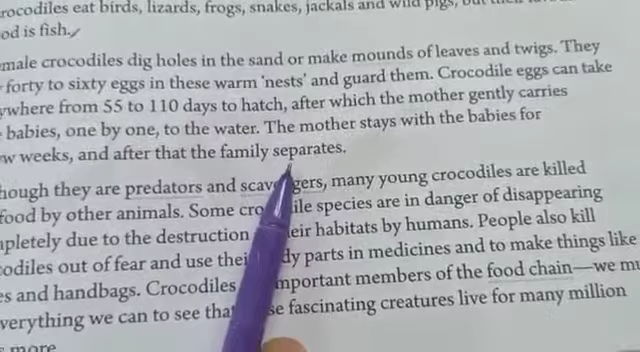 rocodiles eat birds, lizards, frogs, snakes, jackals and wild pigs, but their
od is fish.
male crocodiles dig holes in the sand or make mounds of leaves and twigs. They
forty to sixty eggs in these warm 'nests' and guard them. Crocodile eggs can take
ywhere from 55 to 110 days to hatch, after which the mother gently carries
babies, one by one, to the water. The mother stays with the babies for
w weeks, and after that the family separates.
hough they are predators and scav gers, many young crocodiles are killed
food by other animals. Some cro ile species are in danger of disappearing
pletely due to the destruction eir habitats by humans. People also kill
codiles out of fear and use thei dy parts in medicines and to make things like
es and handbags. Crocodiles mportant members of the food chain—we mu
verything we can to see tha se fascinating creatures live for many million
more